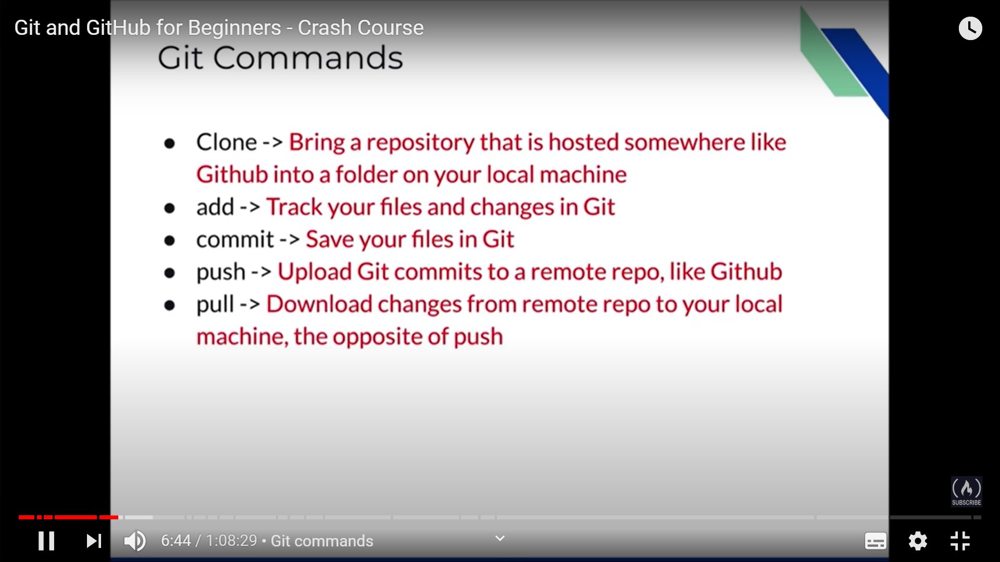 Git and GitHub for Beginners - Crash Course
Git Commands
● Clone -> Bring a repository that is hosted somewhere like
Github into a folder on your local machine
● add -> Track your files and changes in Git
● commit -> Save your files in Git
● push -> Upload Git commits to a remote repo, like Github
● pull -> Download changes from remote repo to your local
machine, the opposite of push
SUBSCRIBE
6:44 / 1:08:29 • Git commands